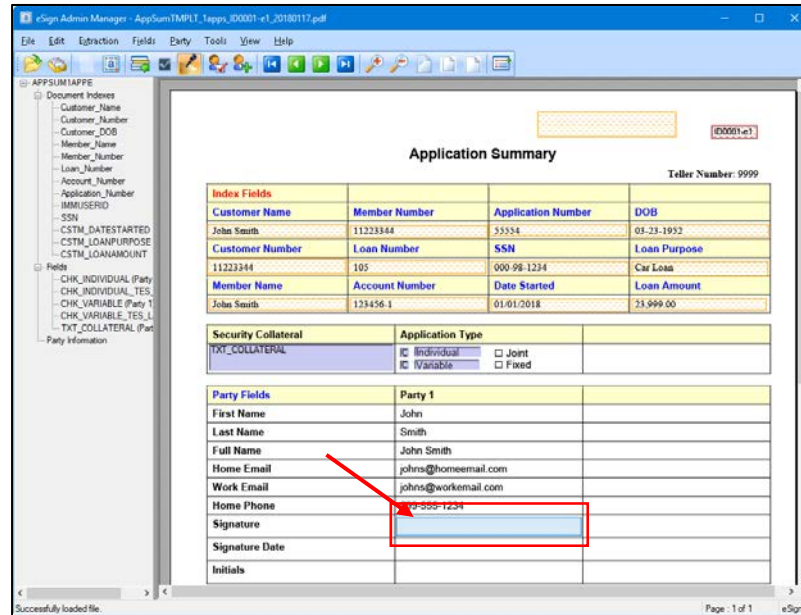 eSign Admin Manager - AppSumTMPLT_1apps_ID0001-e1_20180117.pdf
File Edit Extraction Fields Party Tools View Help
APPSUM1APPE
Document Indexes
Customer_Name
Customer_Number
Customer_DOB
Member_Name
Member_Number
Loan_Number
Account_Number
Application_Number
IMMUSERID
SSN
CSTM_DATESTARTED
CSTM_LOANPURPOSE
CSTM_LOANAMOUNT
Fields
CHK_INDIVIDUAL (Party
CHK_INDIVIDUAL_TES_
CHK_VARIABLE (Party 1
CHK_VARIABLE_TES_L
TXT_COLLATERAL (Part
Party Information
ID0001-e1
Application Summary
Teller Number: 9999
Index Fields
Customer Name Member Number Application Number DOB
John Smith 11223344 55554 03-23-1952
Customer Number Loan Number SSN Loan Purpose
11223344 105 000-98-1234 Car Loan
Member Name Account Number Date Started Loan Amount
John Smith 123456-1 01/01/2018 23,999.00
Security Collateral Application Type
TXT_COLLATERAL Individual Joint
Variable Fixed
Party Fields Party 1
First Name John
Last Name Smith
Full Name John Smith
Home Email johns@homeemail.com
Work Email johns@workemail.com
Home Phone
Signature
Signature Date
Initials
Successfully loaded file. Page : 1 of 1 eSign